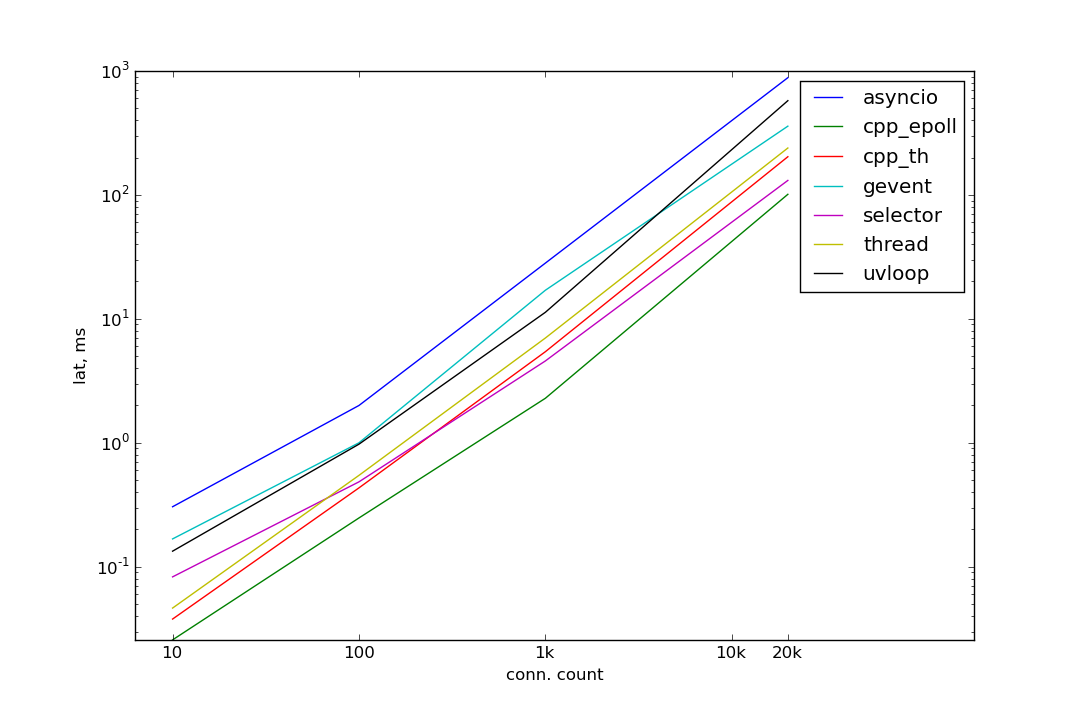 10³
10²
10¹
10⁰
10⁻¹
lat, ms
10 100 1k 10k 20k
conn. count
asyncio
cpp_epoll
cpp_th
gevent
selector
thread
uvloop